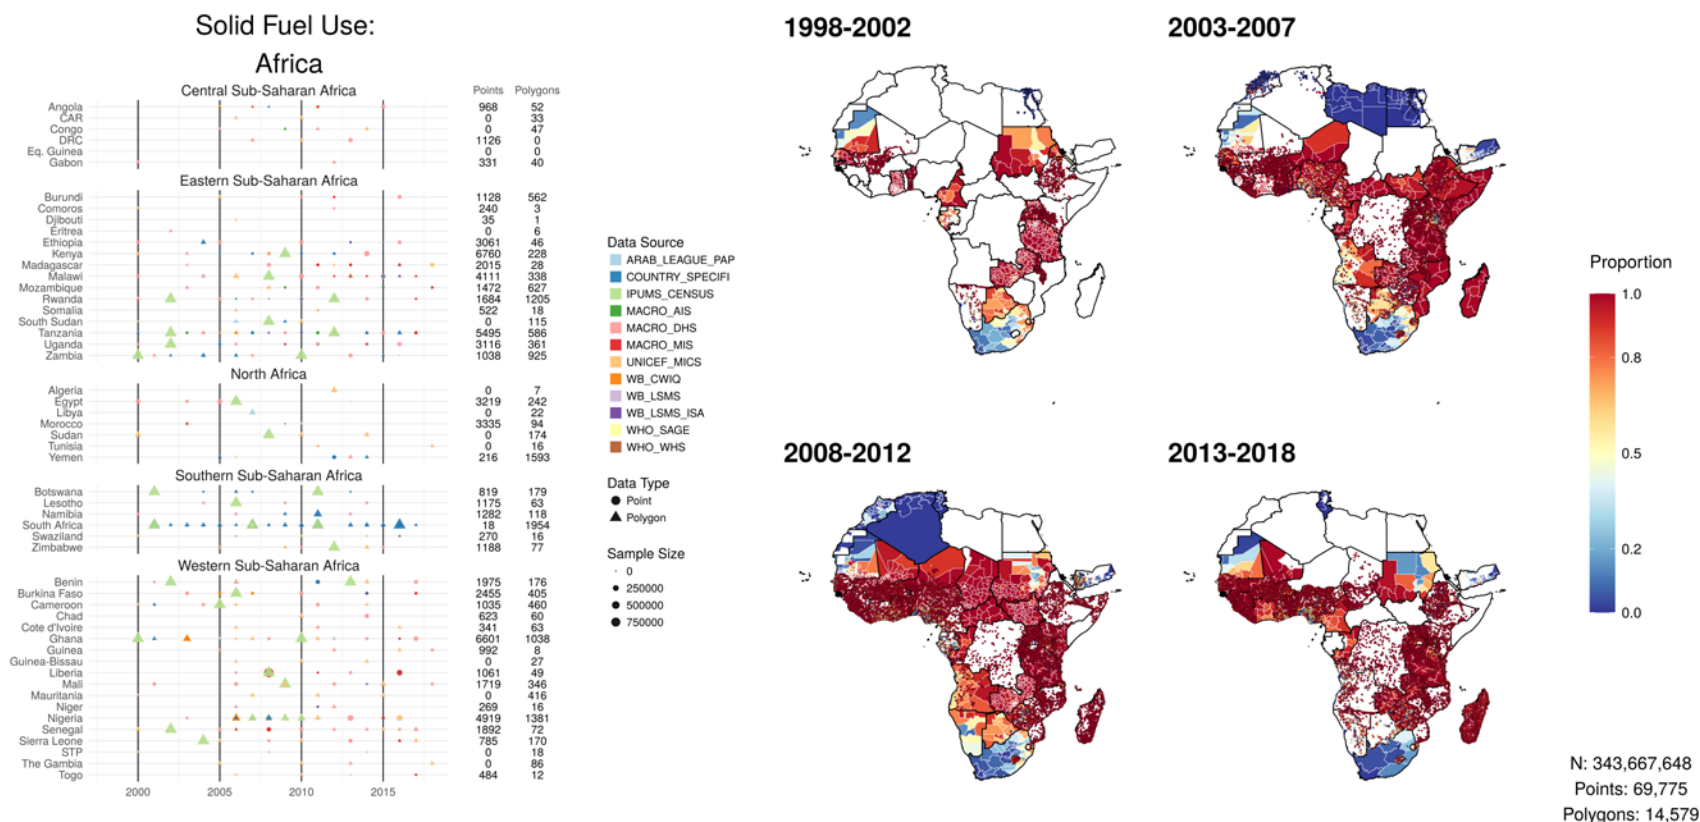 Solid Fuel Use:
Africa
Points Polygons
Central Sub-Saharan Africa
Angola 968 52
CAR 0 33
Congo 0 47
DRC 1126 0
Eq. Guinea 0 0
Gabon 331 40
Eastern Sub-Saharan Africa
Burundi 1128 562
Comoros 240 3
Djibouti 35 1
Eritrea 0 6
Ethiopia 3061 46
Kenya 6760 228
Madagascar 2015 28
Malawi 4111 338
Mozambique 1472 627
Rwanda 1684 1205
Somalia 522 18
South Sudan 0 115
Tanzania 5495 586
Uganda 3116 361
Zambia 1038 925
North Africa
Algeria 0 7
Egypt 3219 242
Libya 0 22
Morocco 3335 94
Sudan 0 174
Tunisia 0 16
Yemen 216 1593
Southern Sub-Saharan Africa
Botswana 819 179
Lesotho 1175 63
Namibia 1282 118
South Africa 18 1954
Swaziland 270 16
Zimbabwe 1188 77
Western Sub-Saharan Africa
Benin 1975 176
Burkina Faso 2455 405
Cameroon 1035 460
Chad 623 60
Cote d'Ivoire 341 63
Ghana 6601 1038
Guinea 992 8
Guinea-Bissau 0 27
Liberia 1061 49
Mali 1719 346
Mauritania 0 416
Niger 269 16
Nigeria 4919 1381
Senegal 1892 72
Sierra Leone 785 170
STP 0 18
The Gambia 0 86
Togo 484 12
2000 2005 2010 2015
Data Source
ARAB_LEAGUE_PAP
COUNTRY_SPECIFI
IPUMS_CENSUS
MACRO_AIS
MACRO_DHS
MACRO_MIS
UNICEF_MICS
WB_CWIQ
WB_LSMS
WB_LSMS_ISA
WHO_SAGE
WHO_WHS
Data Type
Point
Polygon
Sample Size
0
250000
500000
750000
1998-2002
2003-2007
2008-2012
2013-2018
Proportion
1.0
0.8
0.5
0.2
0.0
N: 343,667,648
Points: 69,775
Polygons: 14,579